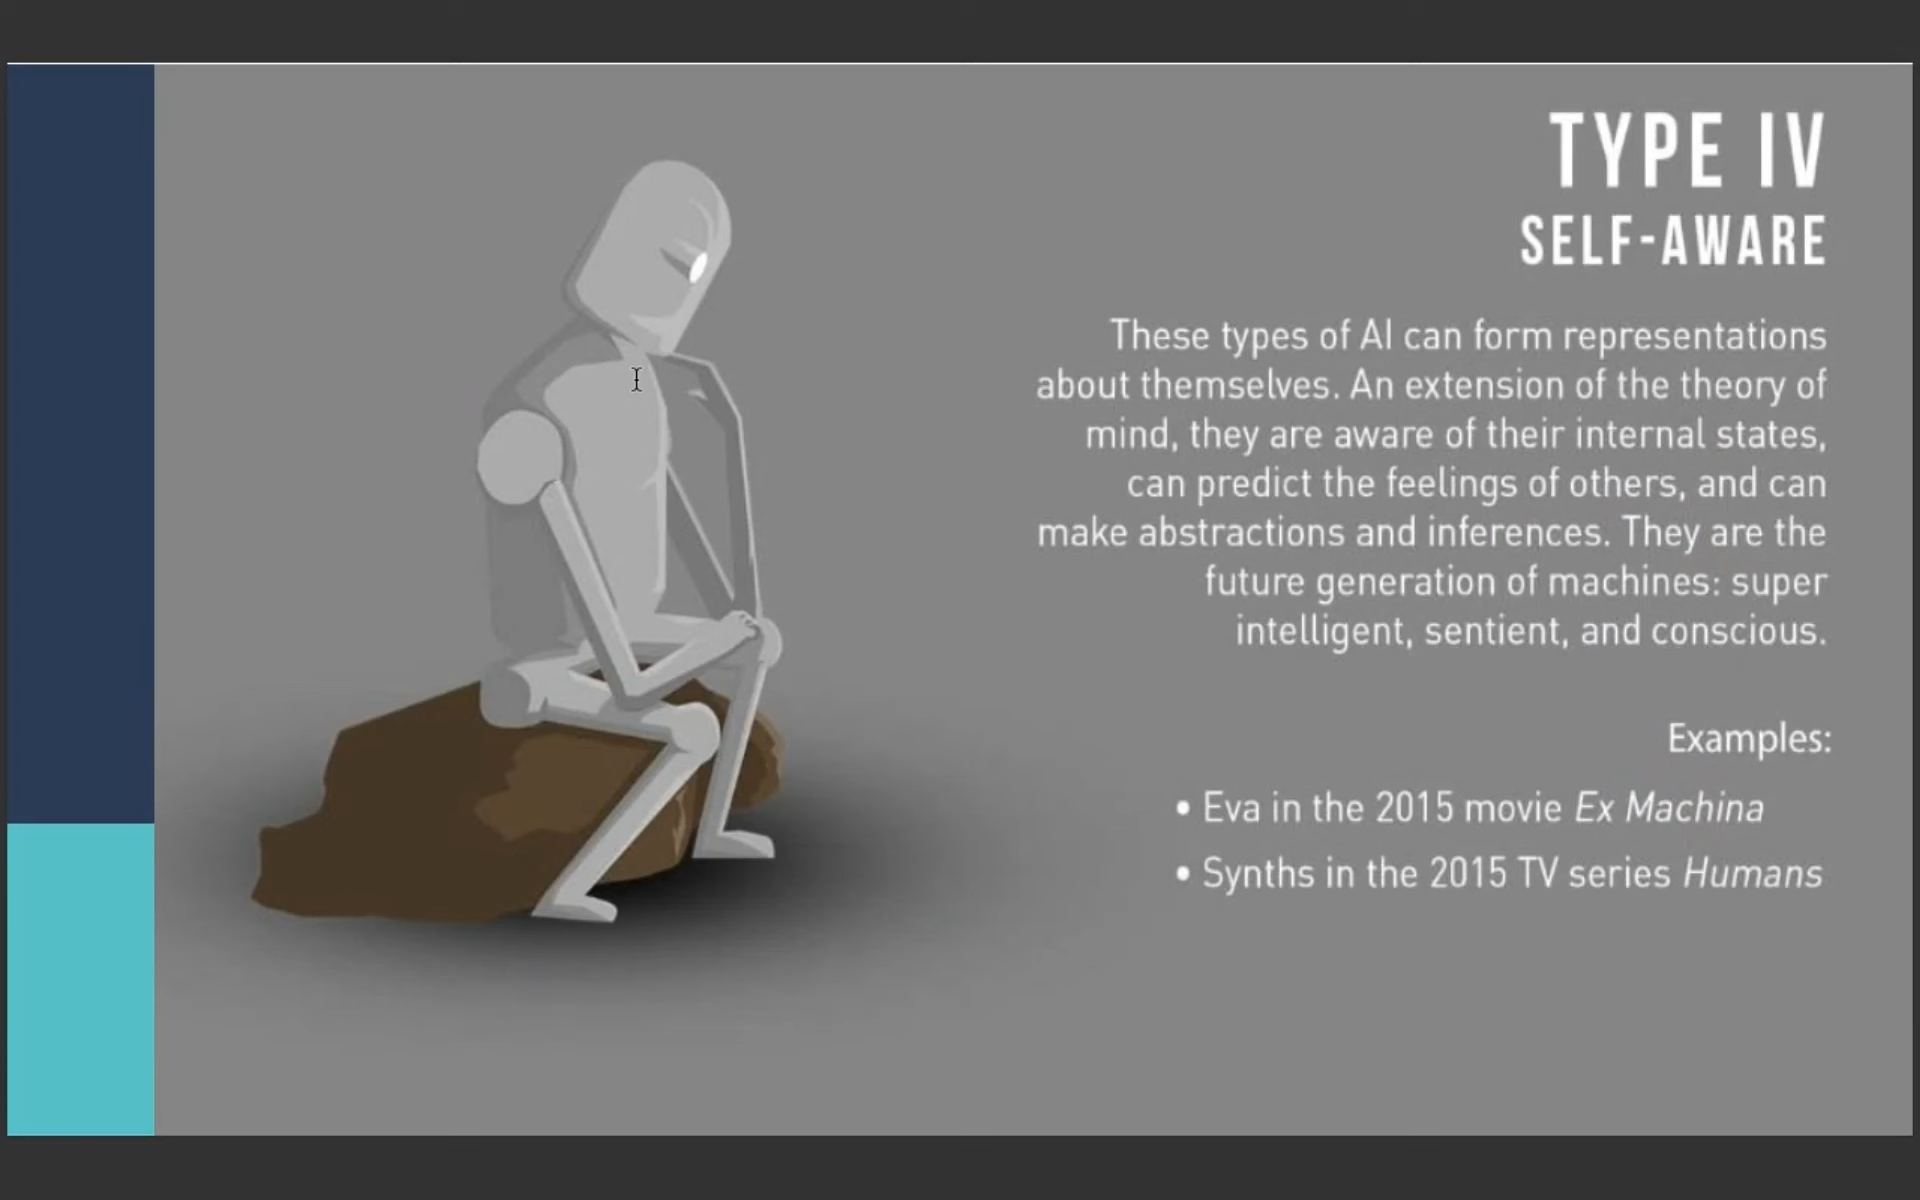 TYPE IV
SELF-AWARE
These types of AI can form representations
about themselves. An extension of the theory of
mind, they are aware of their internal states,
can predict the feelings of others, and can
make abstractions and inferences. They are the
future generation of machines: super
intelligent, sentient, and conscious.
Examples:
• Eva in the 2015 movie Ex Machina
• Synths in the 2015 TV series Humans